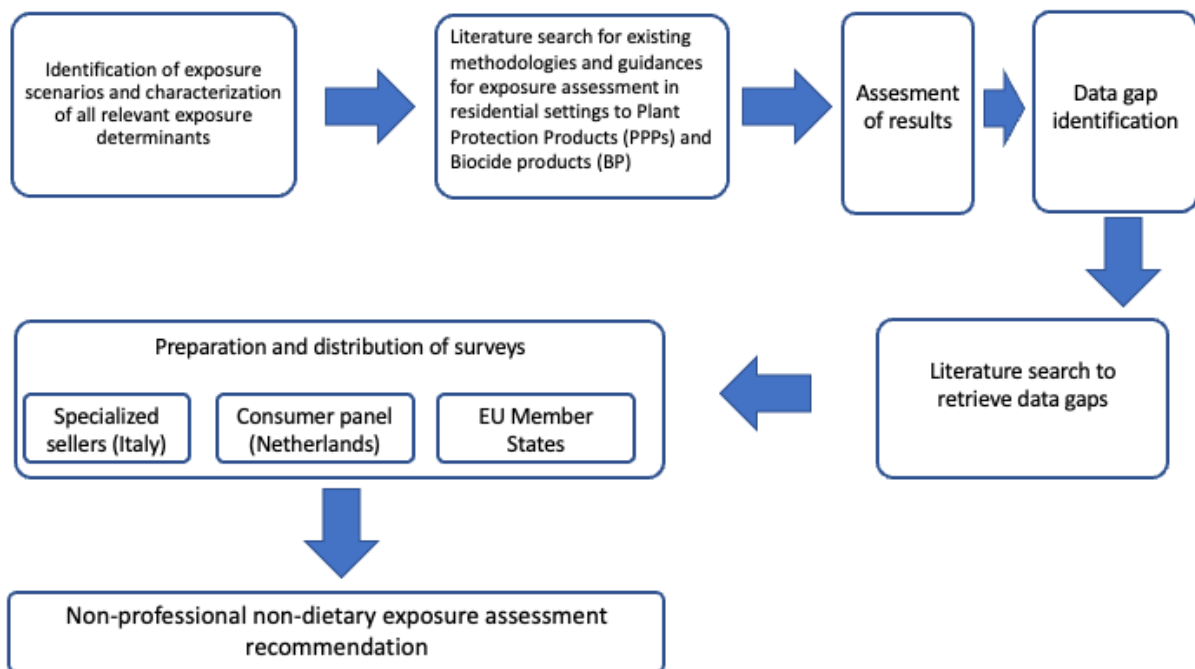 Identification of exposure
scenarios and characterization
of all relevant exposure
determinants
Literature search for existing
methodologies and guidances
for exposure assessment in
residential settings to Plant
Protection Products (PPPs) and
Biocide products (BP)
Assesment
of results
Data gap
identification
Literature search to
retrieve data gaps
Preparation and distribution of surveys
Specialized
sellers (Italy)
Consumer panel
(Netherlands)
EU Member
States
Non-professional non-dietary exposure assessment
recommendation